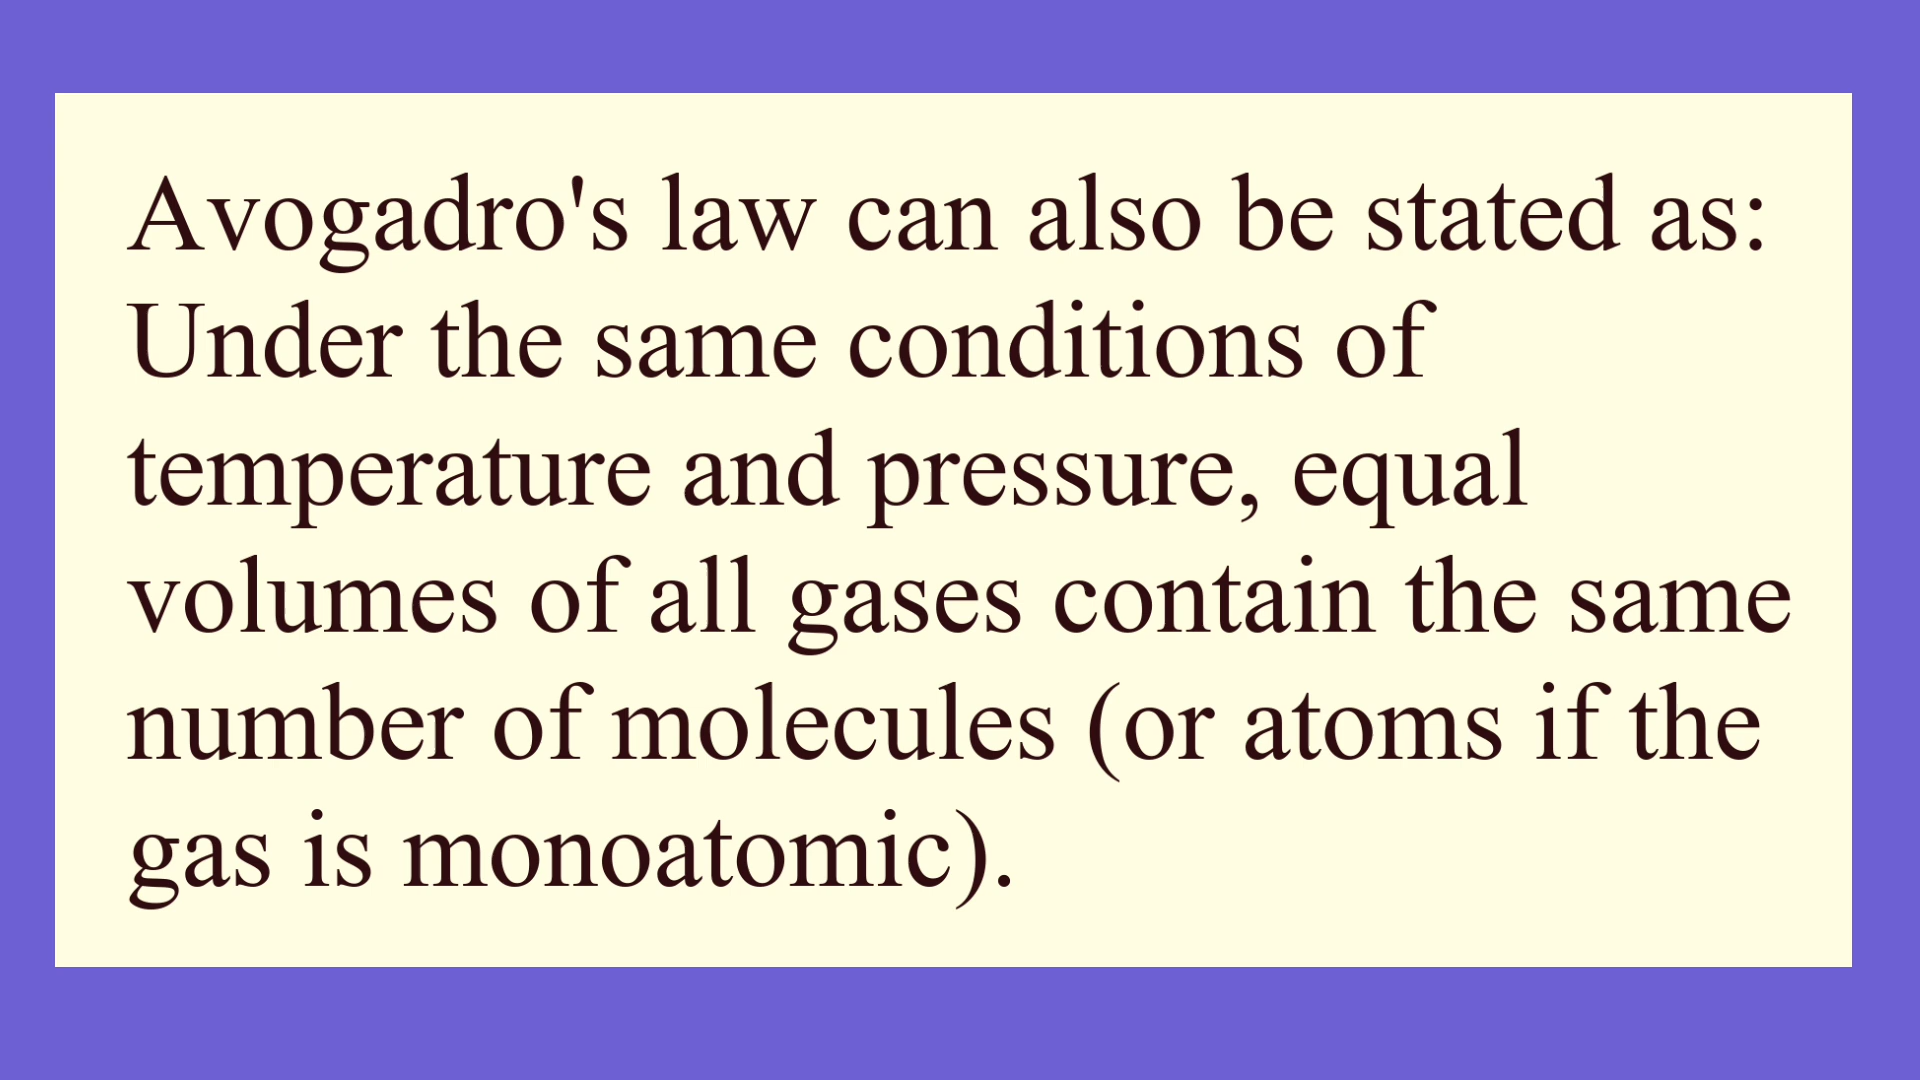 Avogadro's law can also be stated as:
Under the same conditions of
temperature and pressure, equal
volumes of all gases contain the same
number of molecules (or atoms if the
gas is monoatomic).